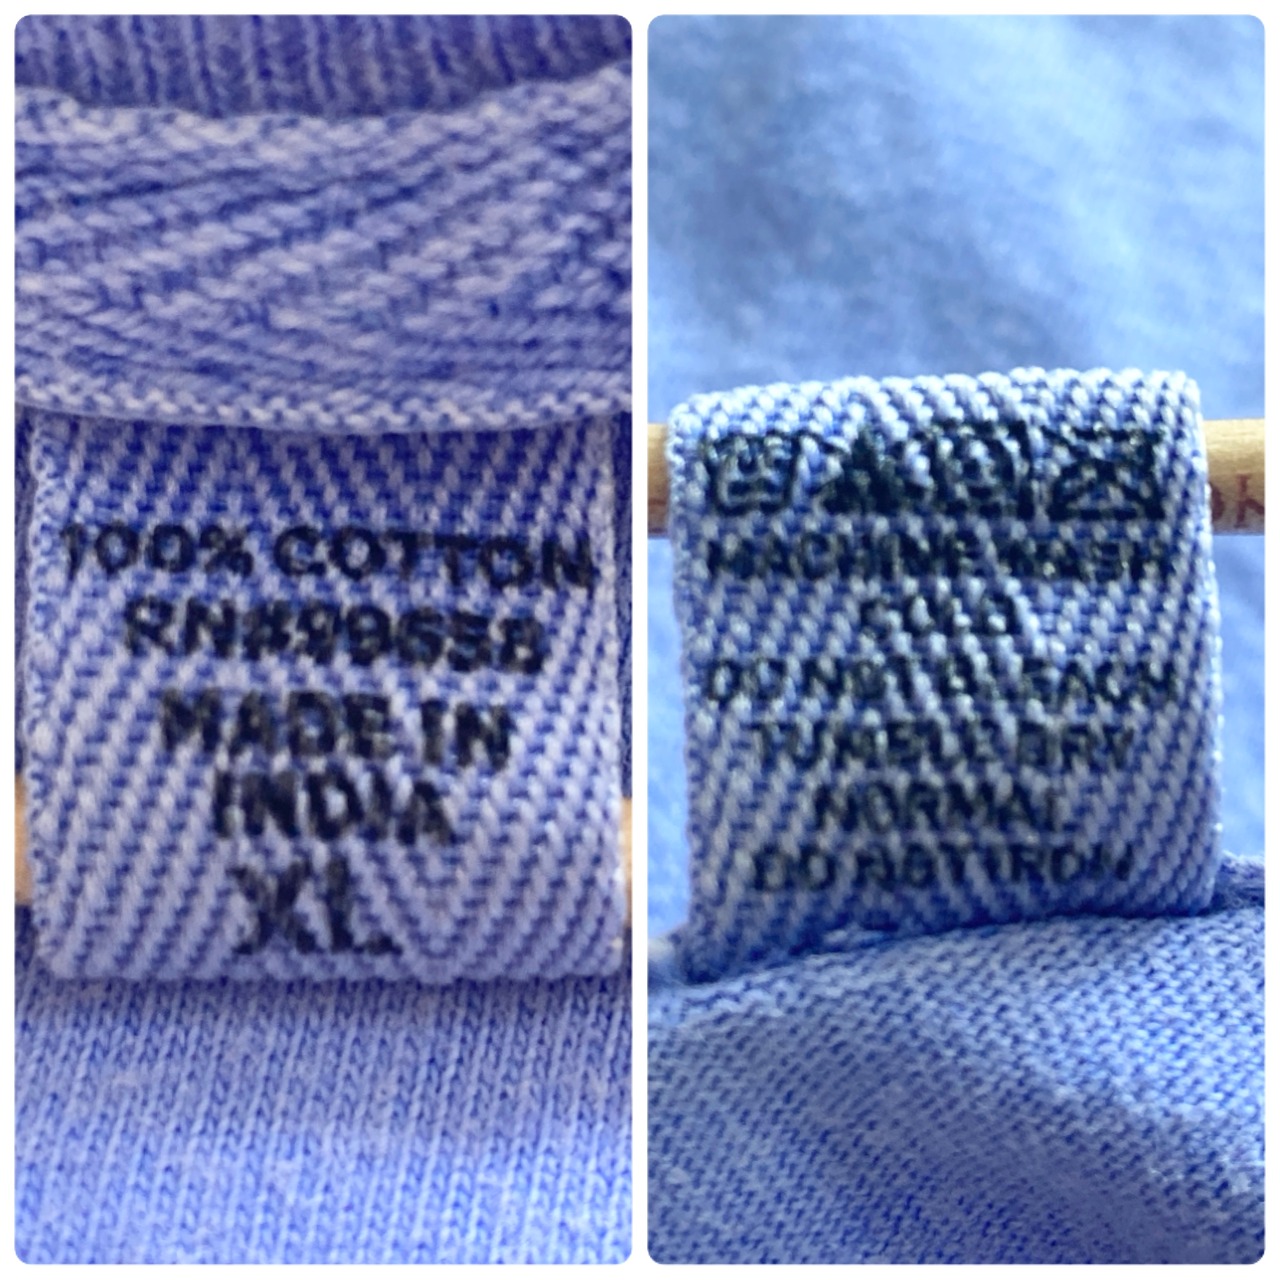 100% COTTON
RN#89658
MADE IN
INDIA
XL
MACHINE WASH
COLD
DO NOT BLEACH
TUMBLE DRY
NORMAL
DO NOT IRON